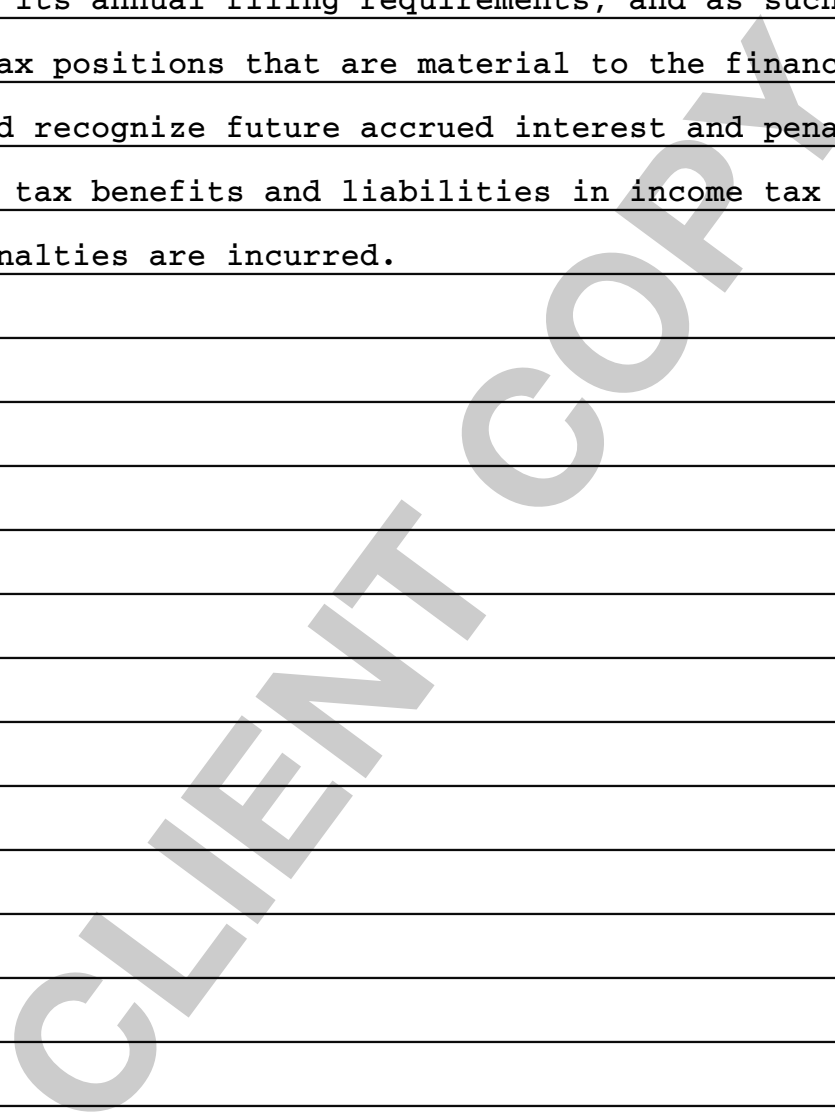 its annual filing requirements, and as such
ax positions that are material to the financ
d recognize future accrued interest and pena
tax benefits and liabilities in income tax
nalties are incurred.
CLIENT COPY